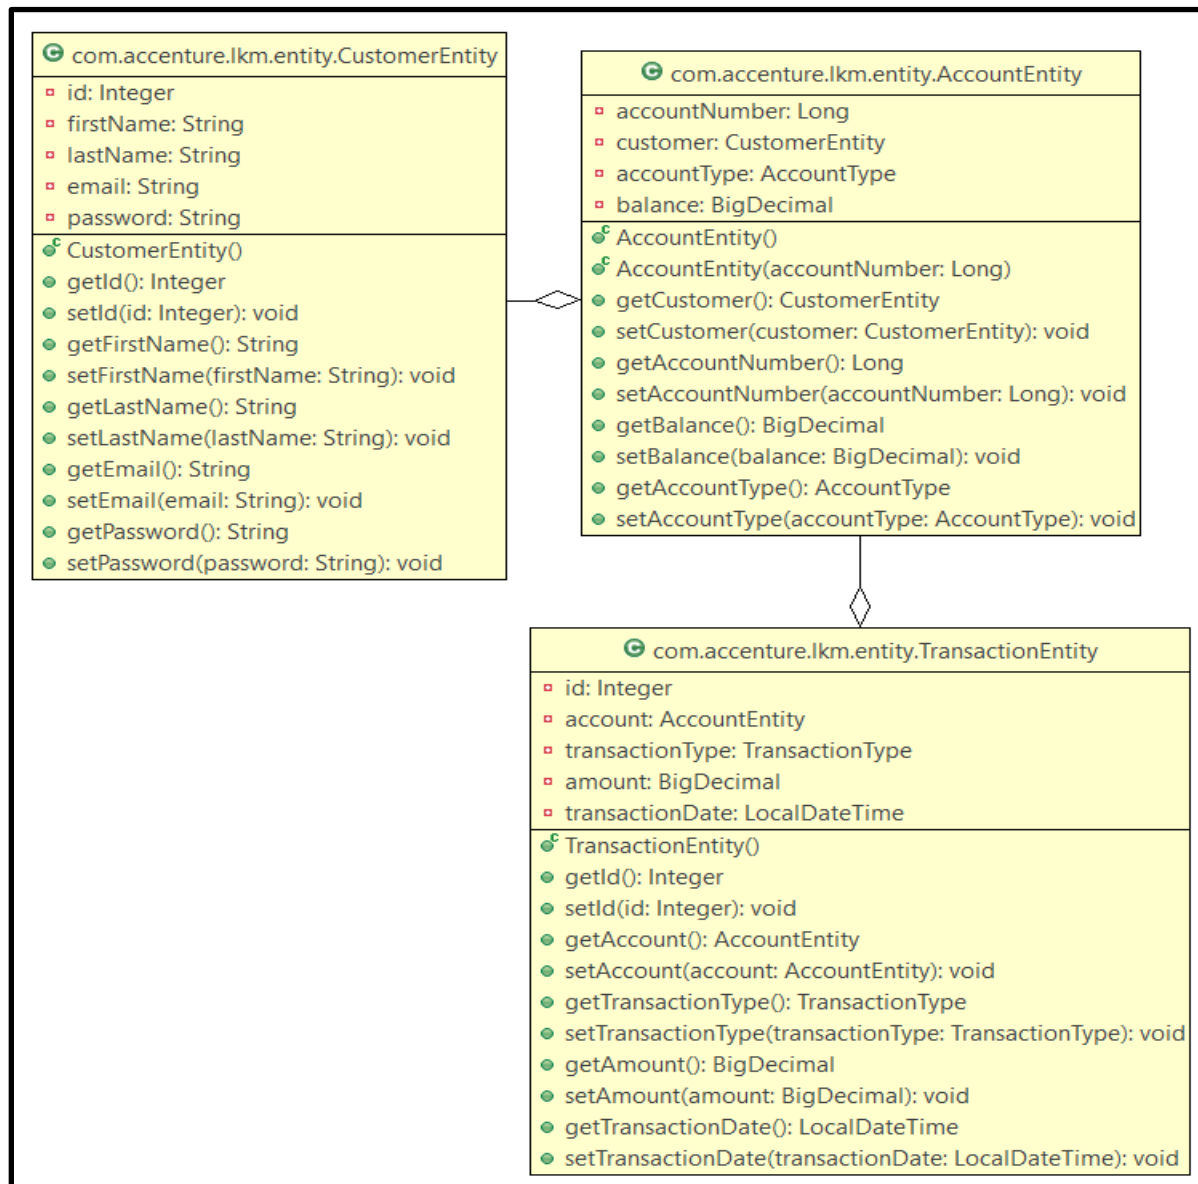 com.accenture.lkm.entity.CustomerEntity
id: Integer
firstName: String
lastName: String
email: String
password: String
CustomerEntity()
getId(): Integer
setId(id: Integer): void
getFirstName(): String
setFirstName(firstName: String): void
getLastName(): String
setLastName(lastName: String): void
getEmail(): String
setEmail(email: String): void
getPassword(): String
setPassword(password: String): void
com.accenture.lkm.entity.AccountEntity
accountNumber: Long
customer: CustomerEntity
accountType: AccountType
balance: BigDecimal
AccountEntity()
AccountEntity(accountNumber: Long)
getCustomer(): CustomerEntity
setCustomer(customer: CustomerEntity): void
getAccountNumber(): Long
setAccountNumber(accountNumber: Long): void
getBalance(): BigDecimal
setBalance(balance: BigDecimal): void
getAccountType(): AccountType
setAccountType(accountType: AccountType): void
com.accenture.lkm.entity.TransactionEntity
id: Integer
account: AccountEntity
transactionType: TransactionType
amount: BigDecimal
transactionDate: LocalDateTime
TransactionEntity()
getId(): Integer
setId(id: Integer): void
getAccount(): AccountEntity
setAccount(account: AccountEntity): void
getTransactionType(): TransactionType
setTransactionType(transactionType: TransactionType): void
getAmount(): BigDecimal
setAmount(amount: BigDecimal): void
getTransactionDate(): LocalDateTime
setTransactionDate(transactionDate: LocalDateTime): void